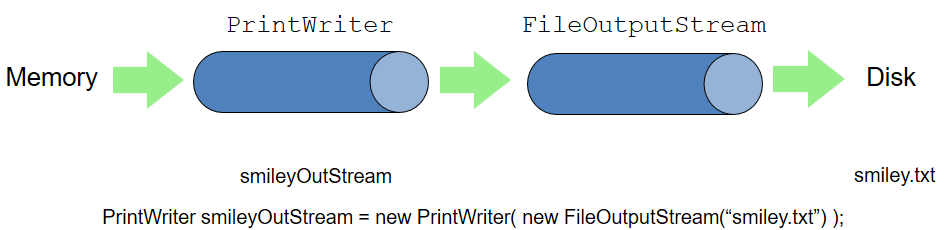 PrintWriter FileOutputStream
Memory Disk
smileyOutStream smiley.txt
PrintWriter smileyOutStream = new PrintWriter( new FileOutputStream(“smiley.txt”) );